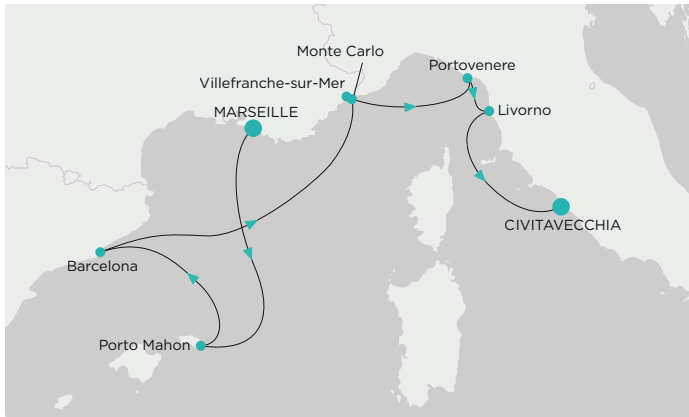 Monte Carlo
Portovenere
Villefranche-sur-Mer
MARSEILLE
Livorno
CIVITAVECCHIA
Barcelona
Porto Mahon